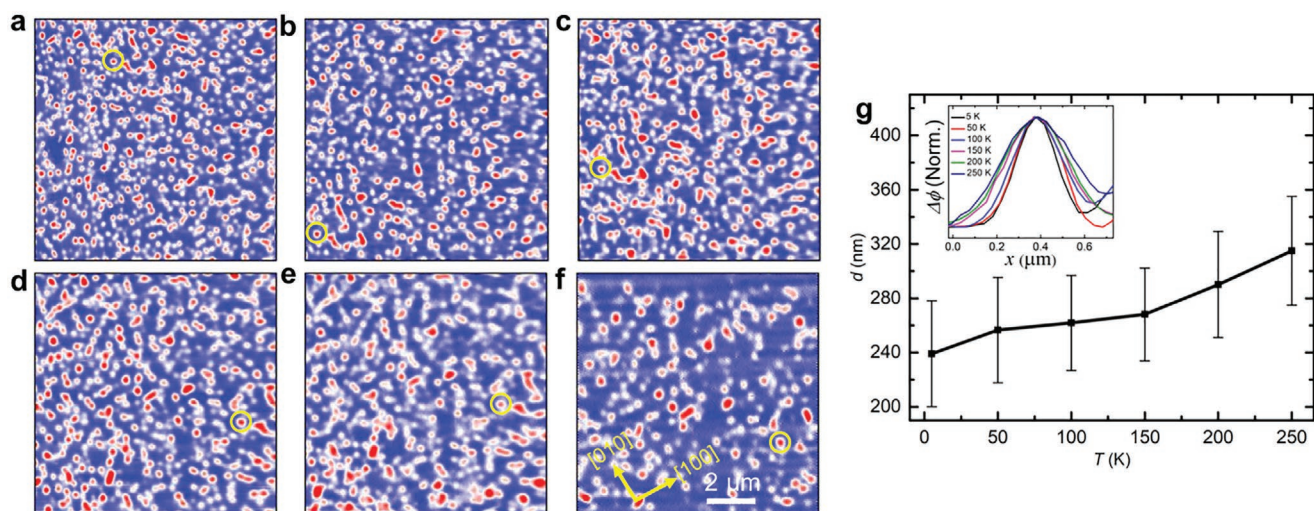 a
b
c
d
e
f
[010]
[100]
2 µm
g
420
400
360
320
280
240
200
d (nm)
0
50
100
150
200
250
T (K)
5 K
50 K
100 K
150 K
200 K
250 K
Δϕ (Norm.)
0.0
0.2
0.4
0.6
x (µm)